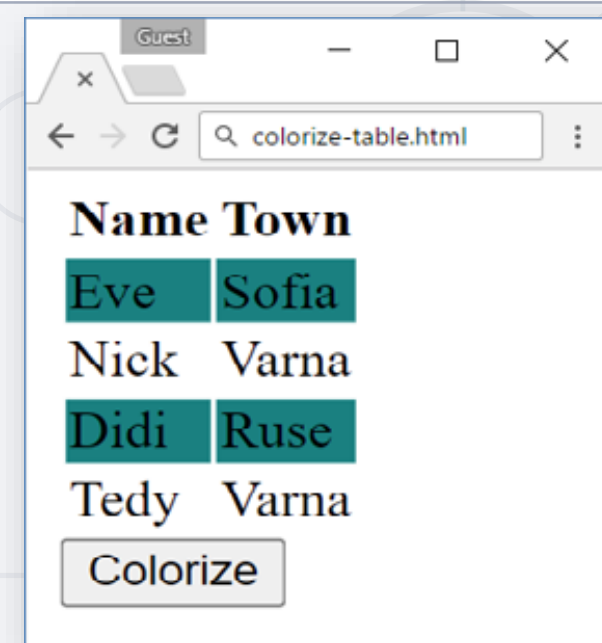 Guest
colorize-table.html
Name Town
Eve Sofia
Nick Varna
Didi Ruse
Tedy Varna
Colorize